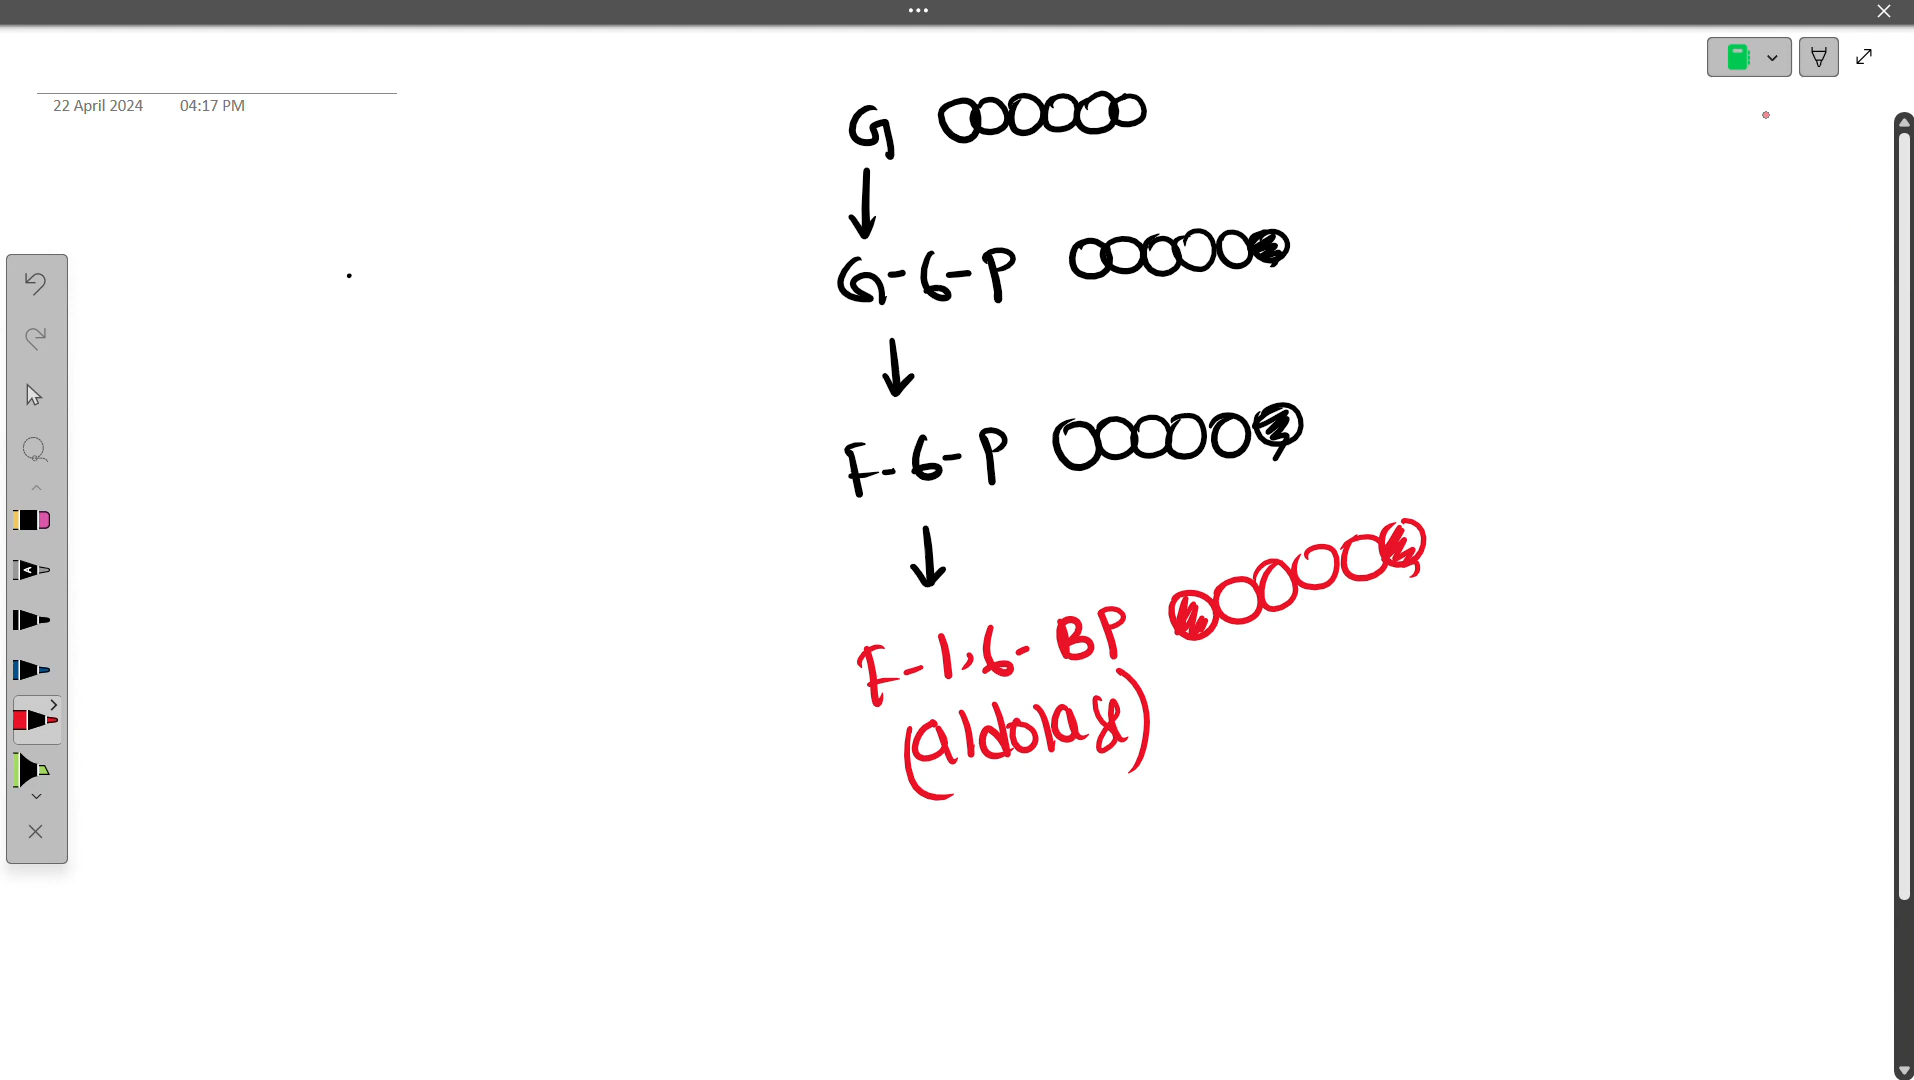 22 April 2024 04:17 PM
G
G-6-P
F-6-P
F-1,6-BP
(aldolase)